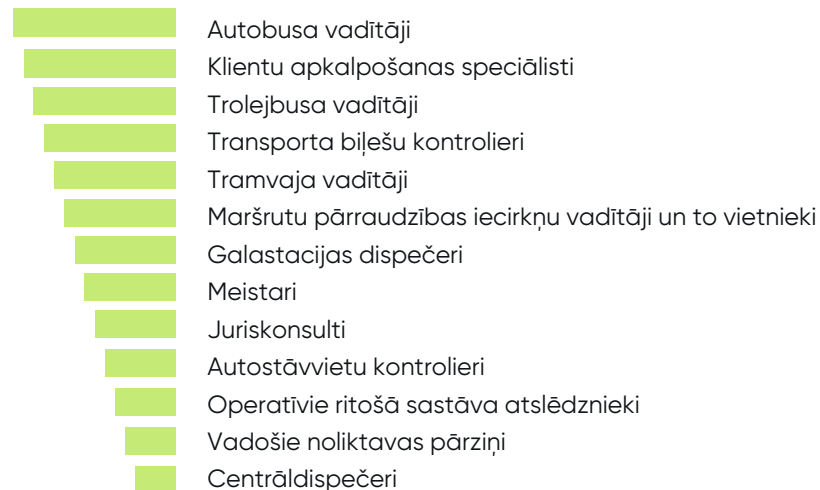 Autobusa vadītāji
Klientu apkalpošanas speciālisti
Trolejbusa vadītāji
Transporta biļešu kontrolieri
Tramvaja vadītāji
Maršrutu pārraudzības iecirkņu vadītāji un to vietnieki
Galastacijas dispečeri
Meistari
Juriskonsulti
Autostāvvietu kontrolieri
Operatīvie ritošā sastāva atslēdznieki
Vadošie noliktavas pārziņi
Centrāldispečeri